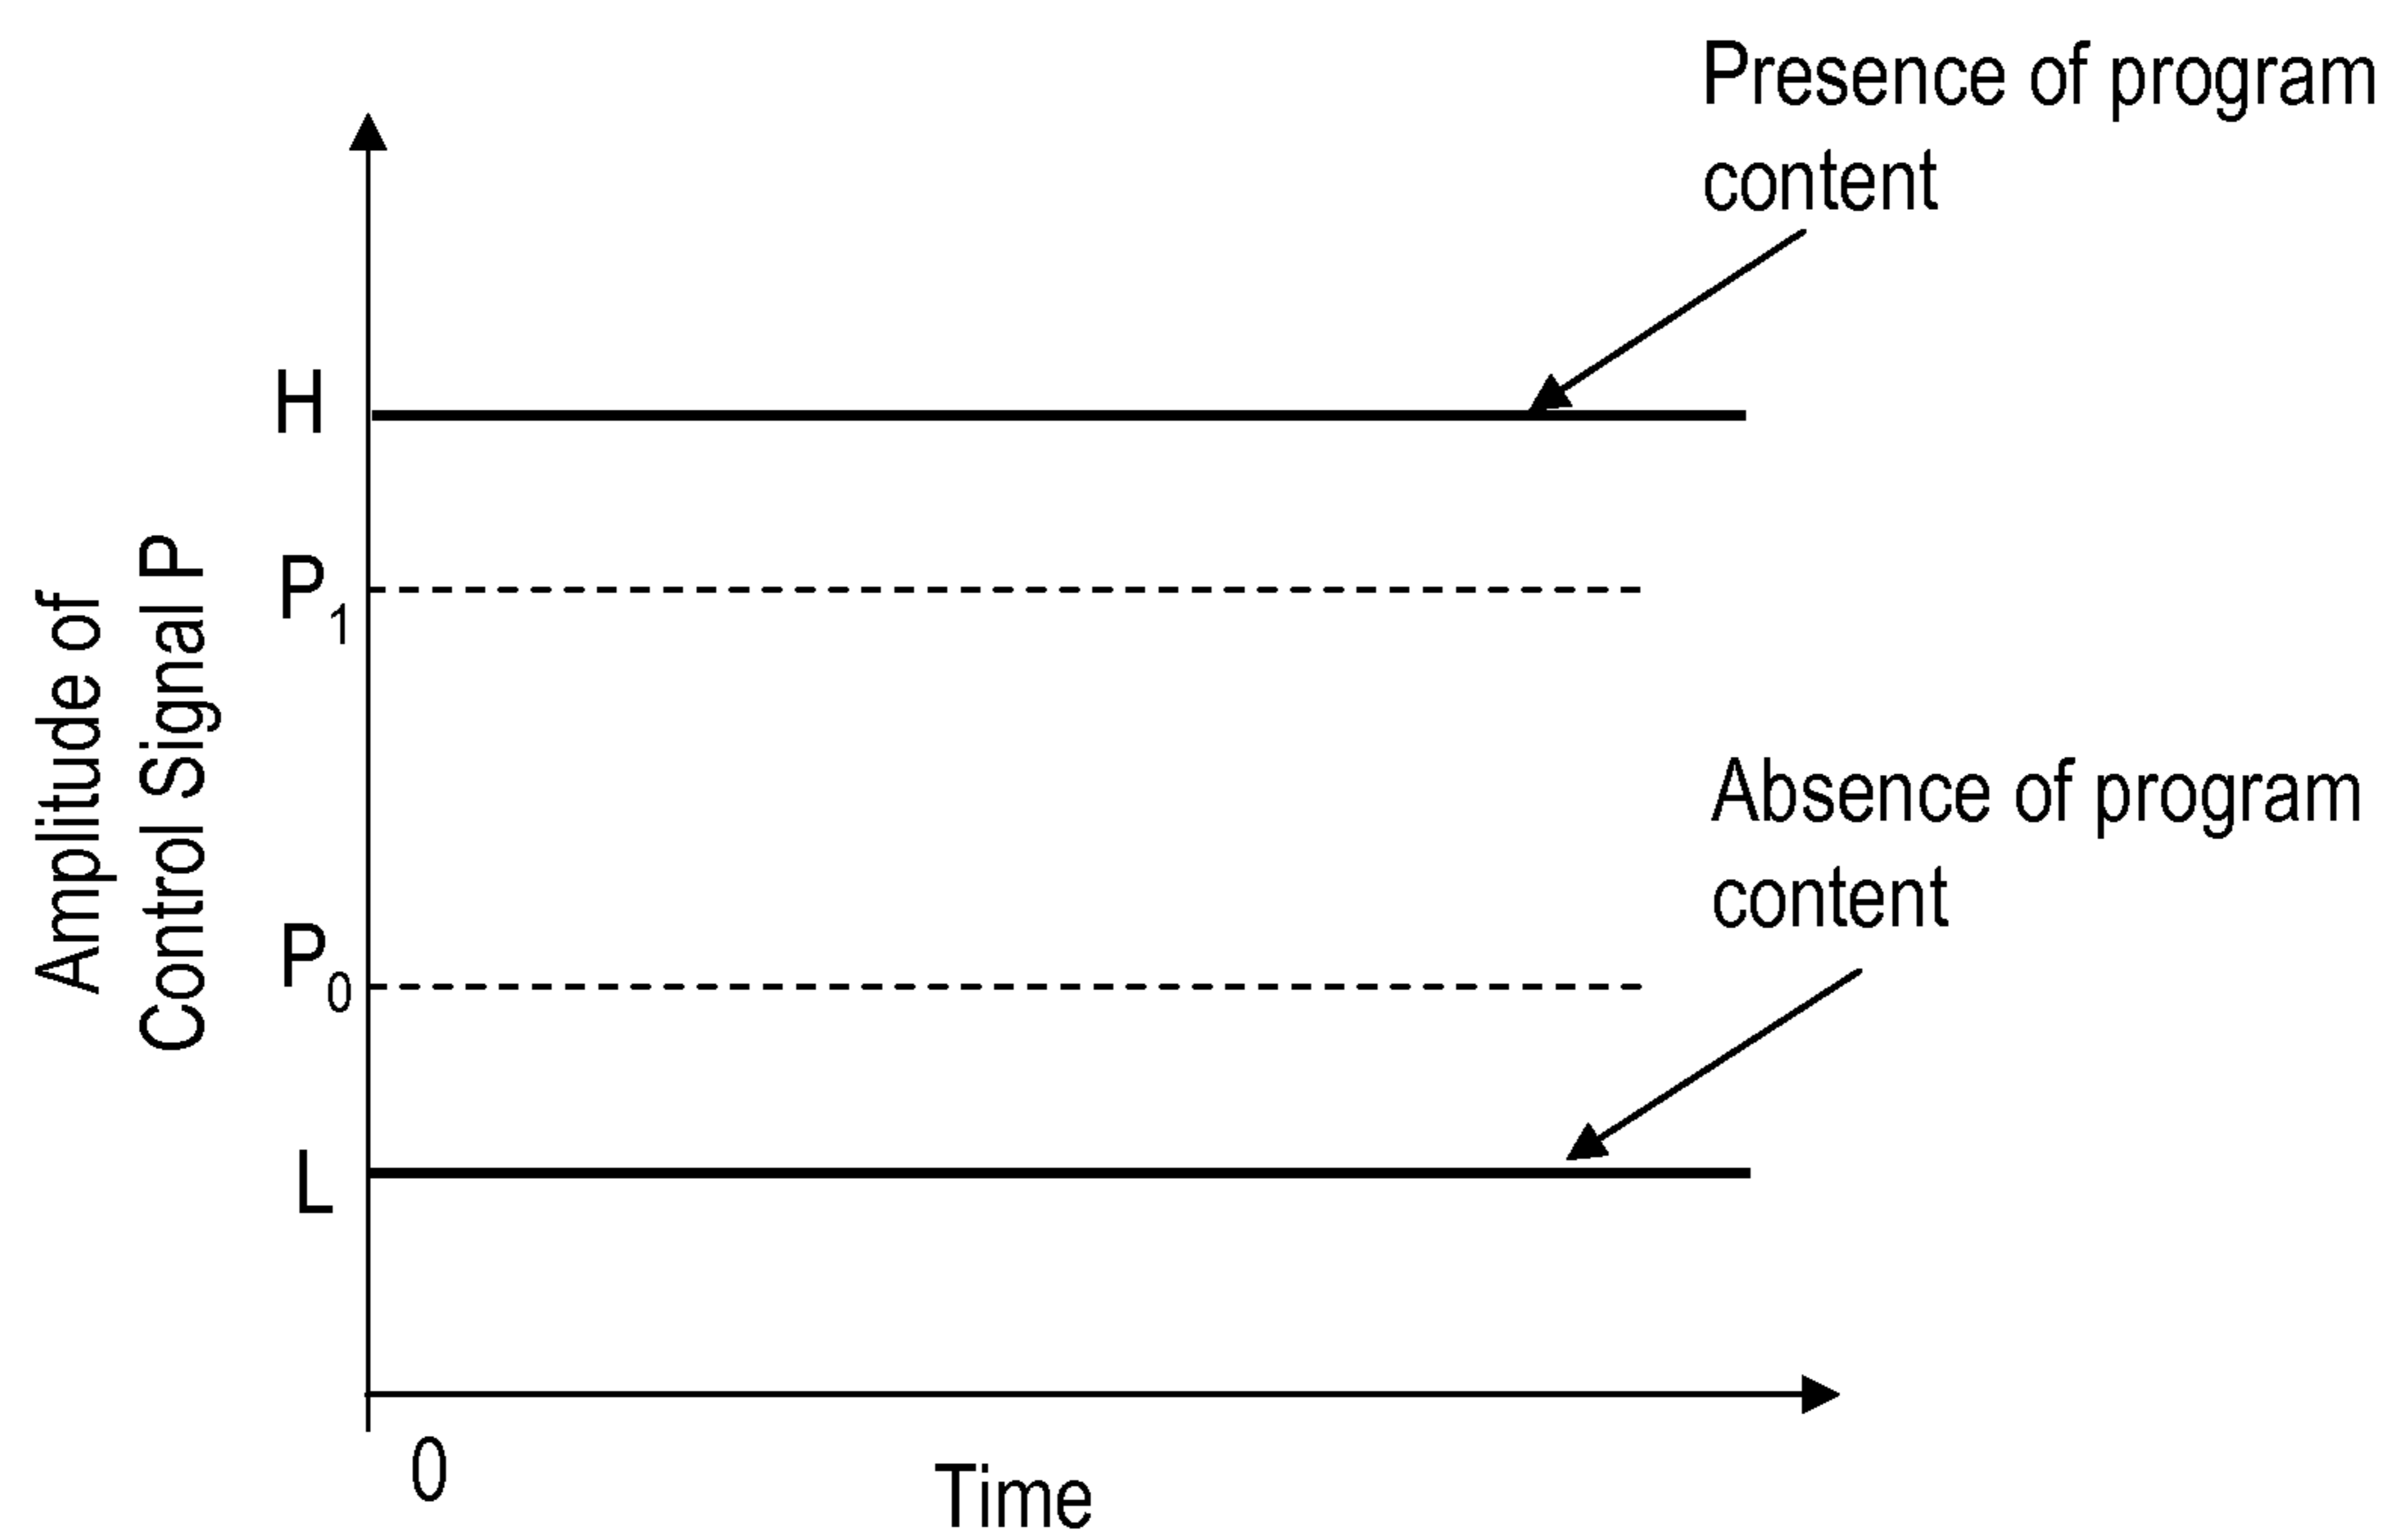 Presence of program
content
H
P1
Amplitude of
Control Signal P
Absence of program
content
P0
L
0
Time